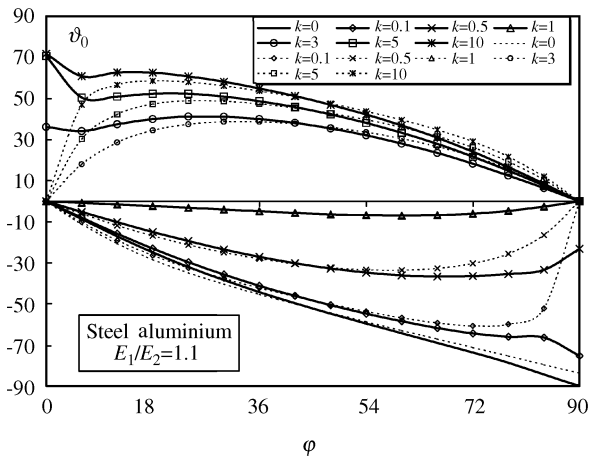 90
ϑ0
k=0 k=0.1 k=0.5 k=1
k=3 k=5 k=10 k=0
k=0.1 k=0.5 k=1 k=3
k=5 k=10
70
50
30
10
-10
-30
-50
-70
-90
Steel aluminium
E1/E2=1.1
0 18 36 54 72 90
φ